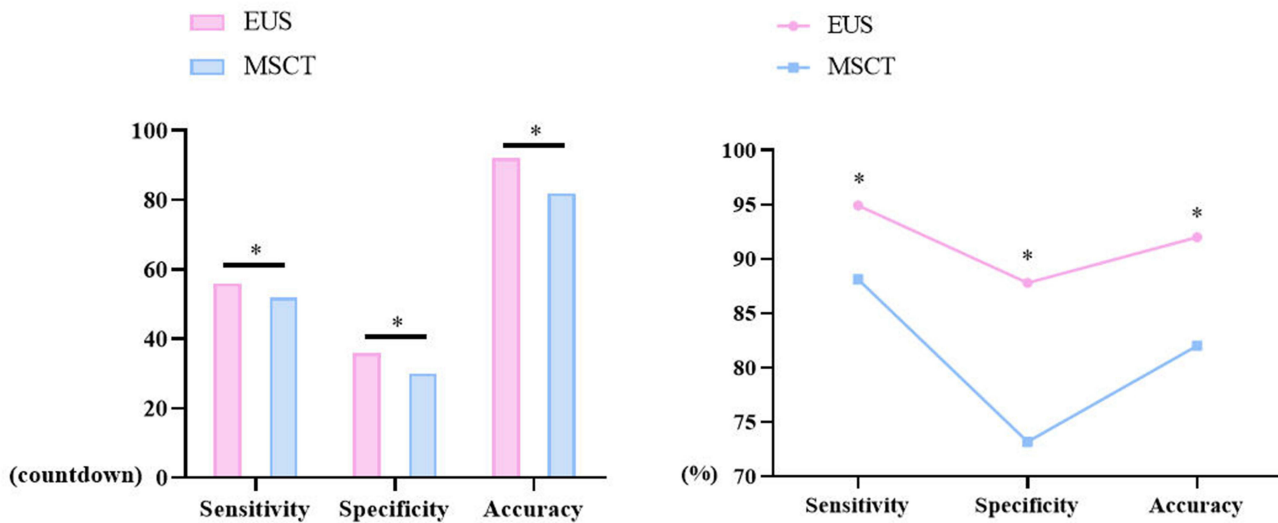 EUS
MSCT
100
*
80
60
*
40
*
20
(countdown) 0
Sensitivity Specificity Accuracy
EUS
MSCT
100
*
95
*
*
90
85
80
75
(%) 70
Sensitivity Specificity Accuracy